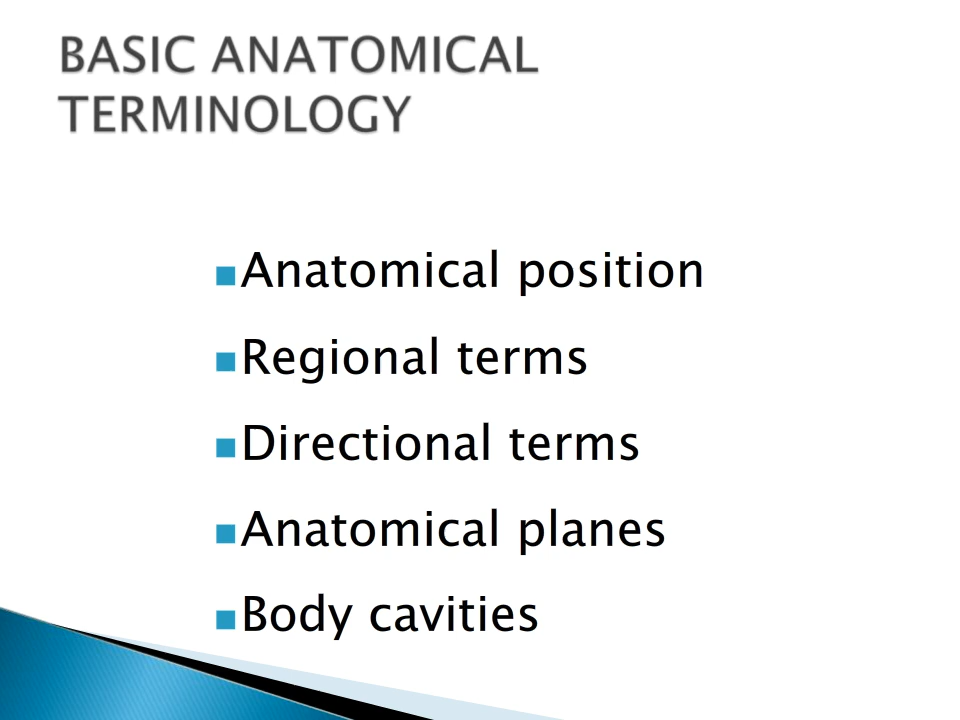 BASIC ANATOMICAL
TERMINOLOGY
Anatomical position
Regional terms
Directional terms
Anatomical planes
Body cavities